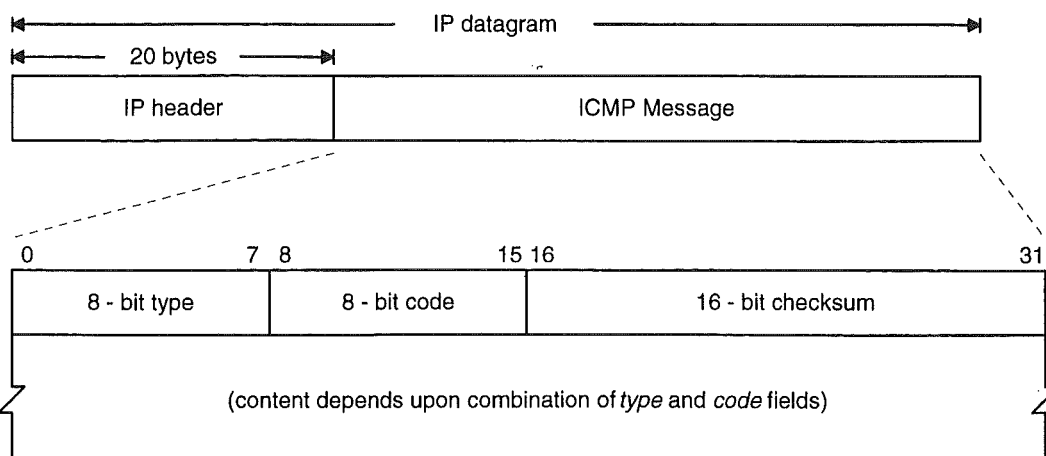 IP datagram
20 bytes
IP header ICMP Message
0 7 8 15 16 31
8 - bit type 8 - bit code 16 - bit checksum
(content depends upon combination of type and code fields)